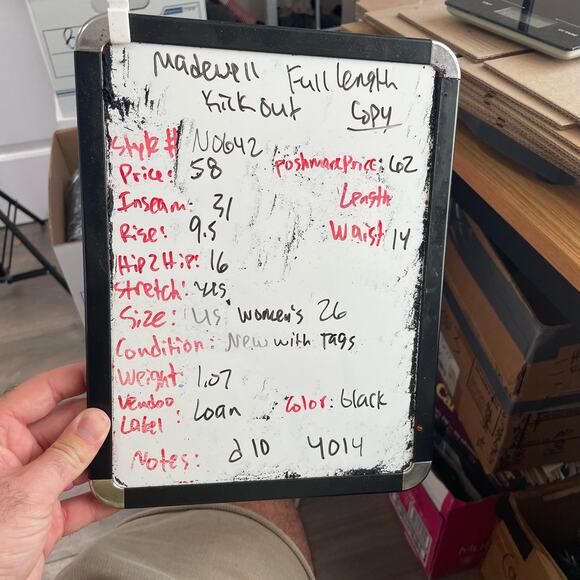 Madewell Full Length
Kick Out Copy
Style # N0642
Price: 58 poshmark Price: 62
Inseam 31 Length
Rise: 9.5 Waist 14
Hip 2 Hip: 16
Stretch: yes
Size: US Women's 26
Condition: New with Tags
Weight: 1.07
Vendoo Label: Loan Color: black
Notes: d10 4014